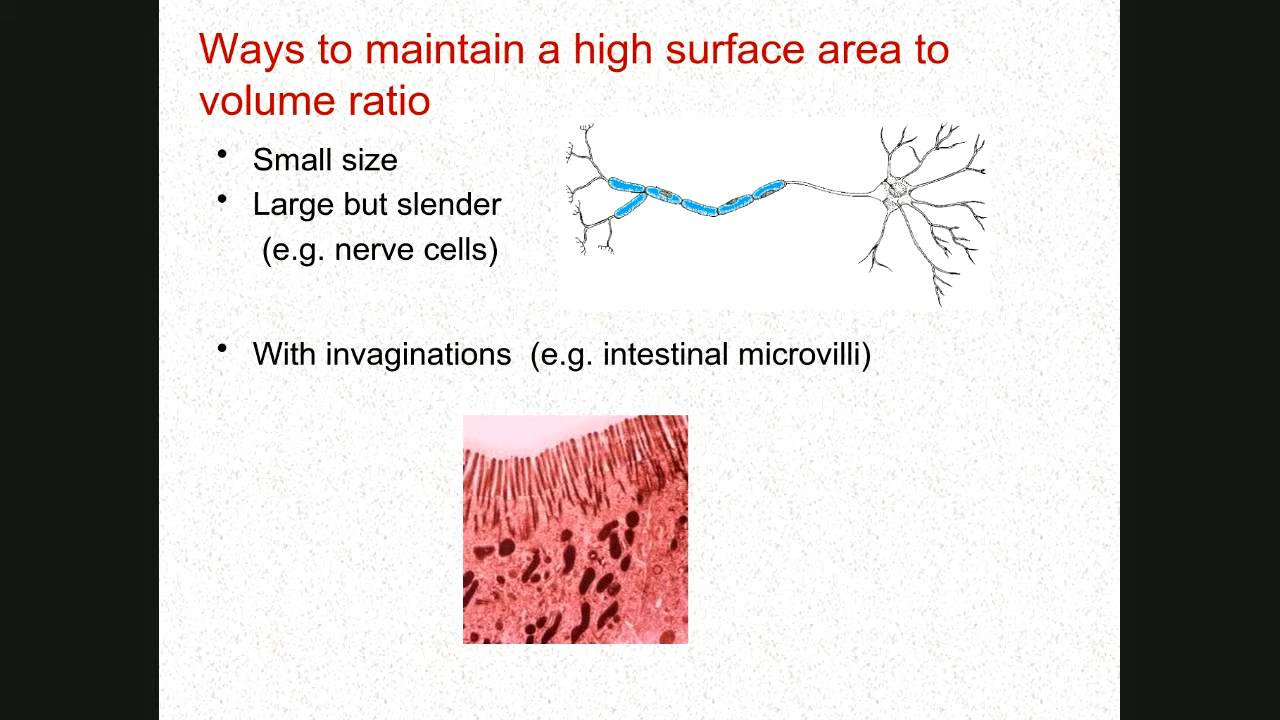 Ways to maintain a high surface area to
volume ratio
• Small size
• Large but slender
(e.g. nerve cells)
• With invaginations (e.g. intestinal microvilli)